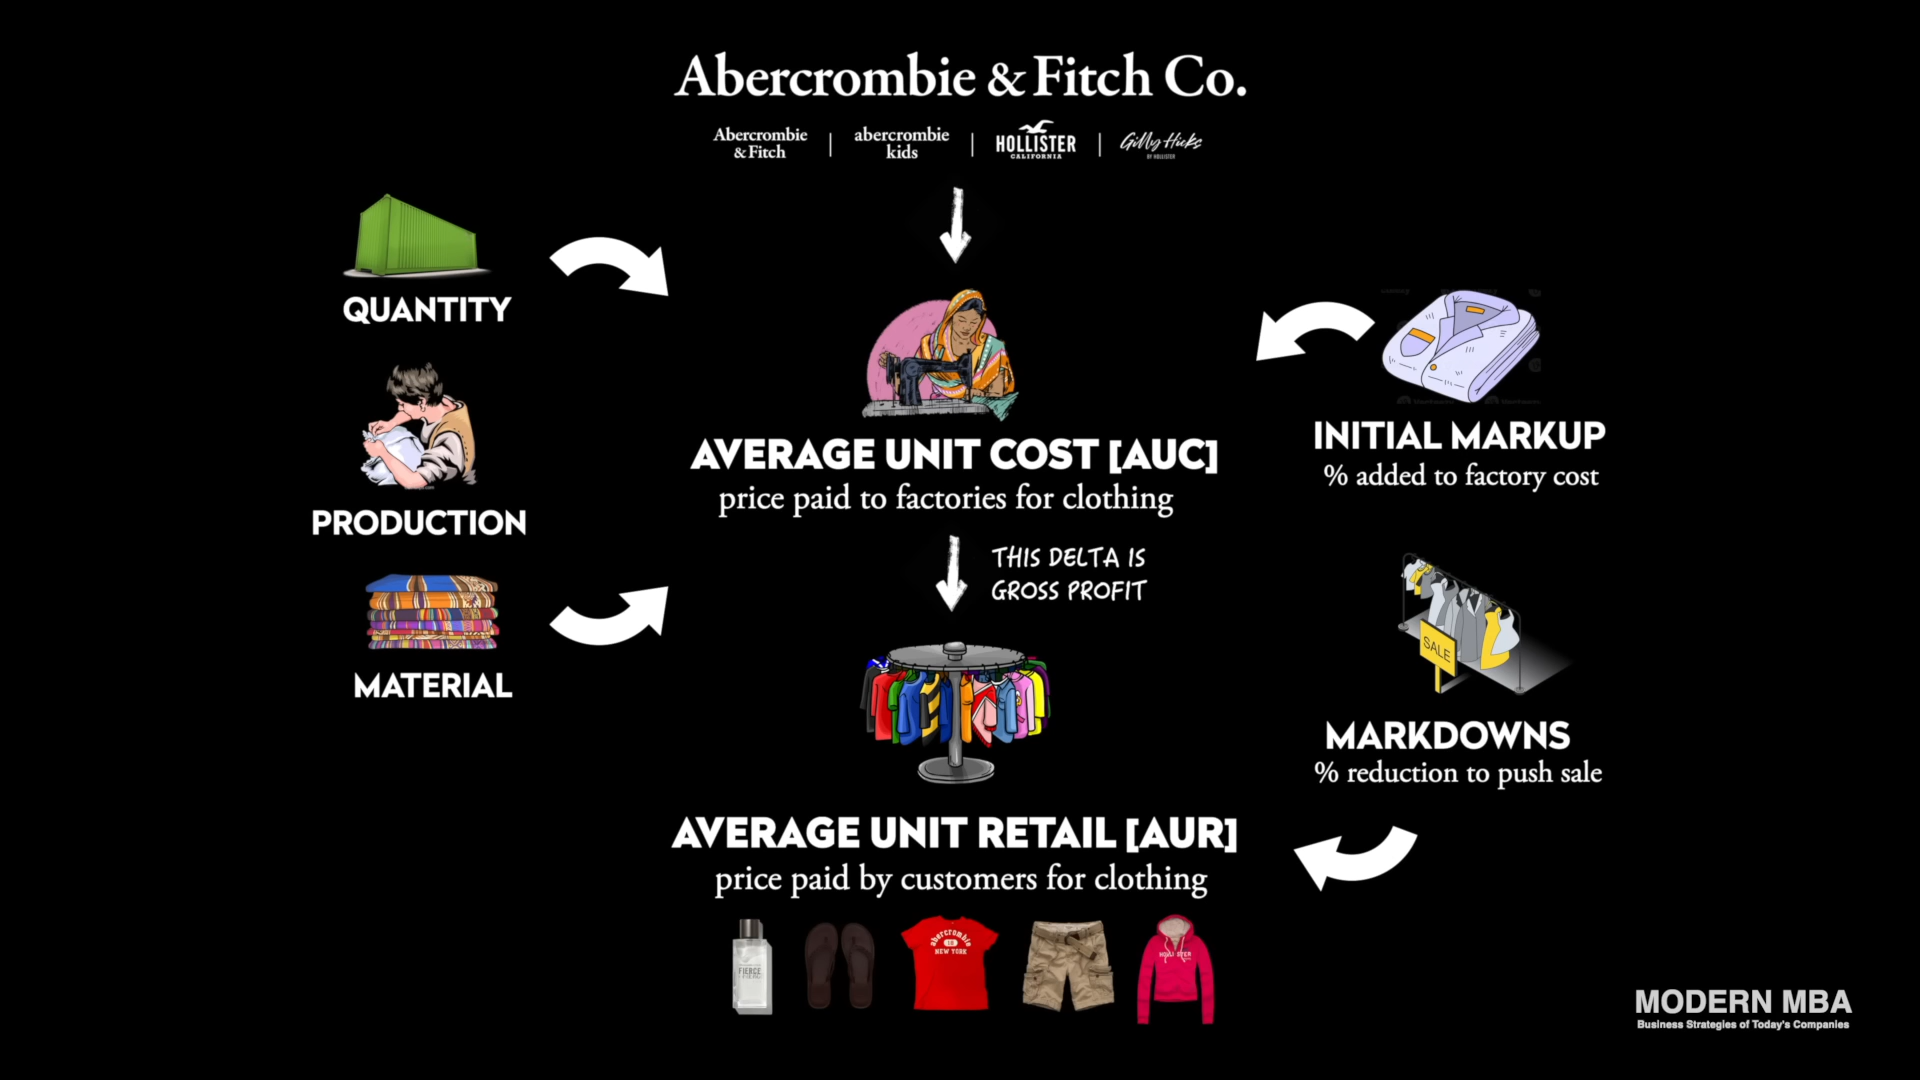 Abercrombie & Fitch Co.
Abercrombie
& Fitch
abercrombie
kids
HOLLISTER
CALIFORNIA
Gilly Hicks
BY HOLLISTER
QUANTITY
PRODUCTION
MATERIAL
AVERAGE UNIT COST [AUC]
price paid to factories for clothing
THIS DELTA IS
GROSS PROFIT
INITIAL MARKUP
% added to factory cost
SALE
MARKDOWNS
% reduction to push sale
AVERAGE UNIT RETAIL [AUR]
price paid by customers for clothing
FIERCE
abercrombie
NEW YORK
MODERN MBA
Business Strategies of Today's Companies